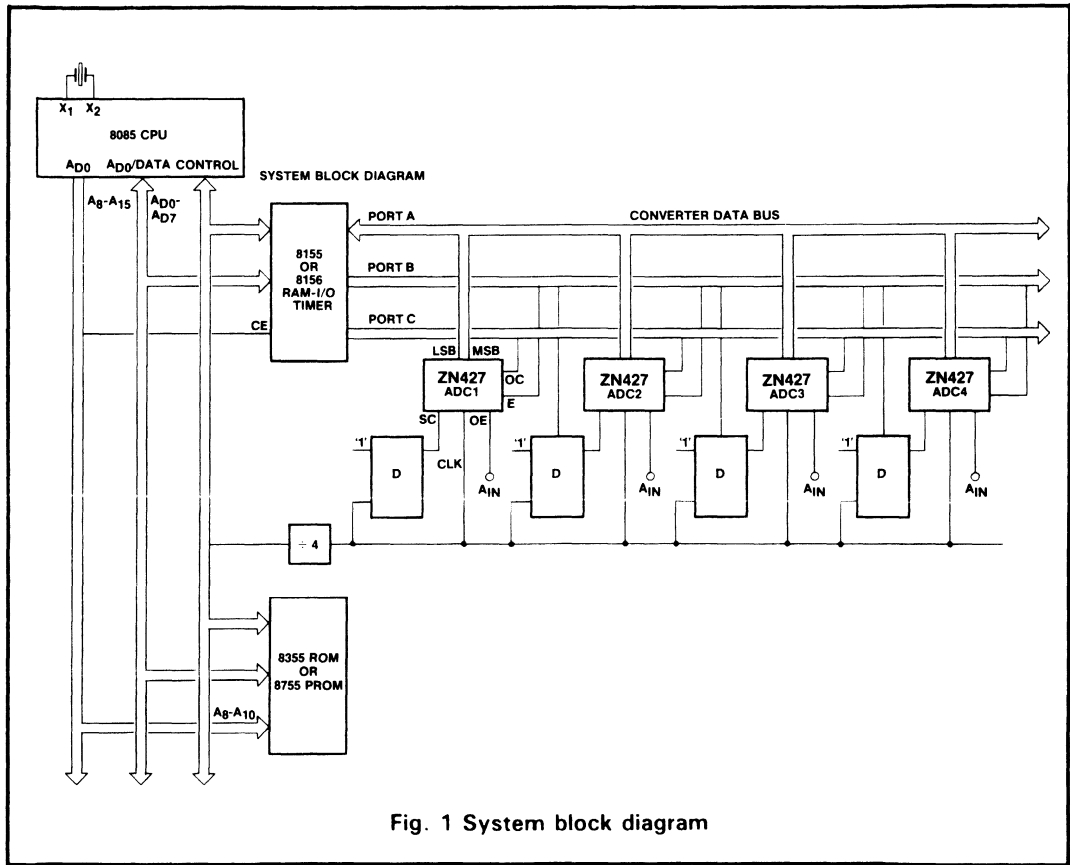 X1 X2
8085 CPU
AD0 AD0/DATA CONTROL
SYSTEM BLOCK DIAGRAM
A8-A15
AD0-
AD7
8155
OR
8156
RAM-I/O
TIMER
CE
PORT A
CONVERTER DATA BUS
PORT B
PORT C
LSB MSB
ZN427
ADC1
OC
E
SC
OE
CLK
ZN427
ADC2
ZN427
ADC3
ZN427
ADC4
'1'
D
AIN
'1'
D
AIN
'1'
D
AIN
'1'
D
AIN
÷ 4
8355 ROM
OR
8755 PROM
A8-A10
Fig. 1 System block diagram